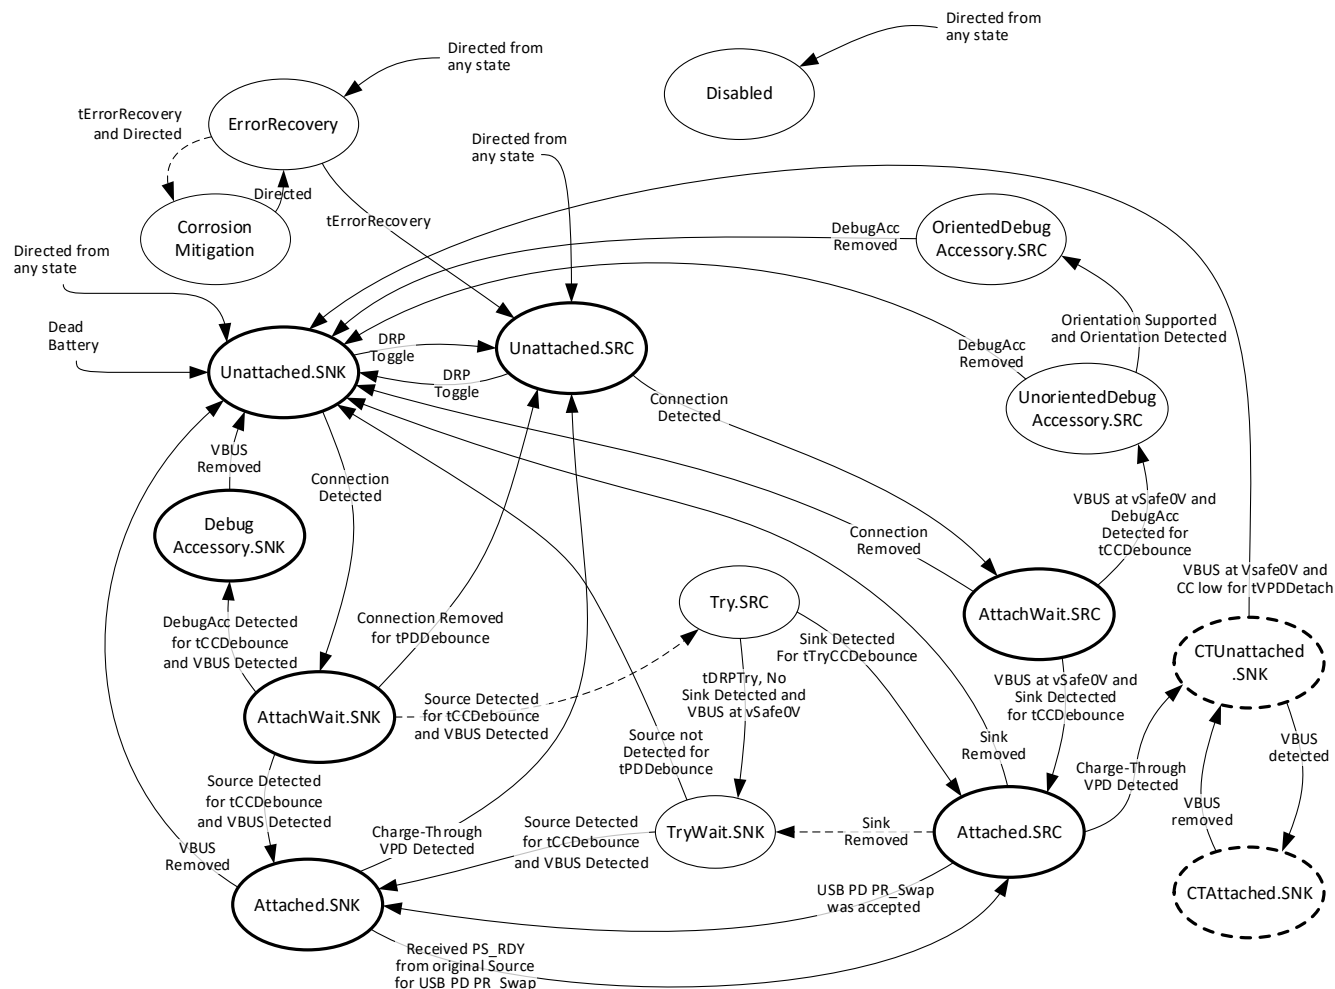 Directed from
any state
Directed from
any state
Disabled
tErrorRecovery
and Directed
ErrorRecovery
Directed from
any state
Directed
Corrosion
Mitigation
tErrorRecovery
DebugAcc
Removed
OrientedDebug
Accessory.SRC
Directed from
any state
Dead
Battery
Unattached.SNK
DRP
Toggle
DRP
Toggle
Unattached.SRC
Orientation Supported
and Orientation Detected
DebugAcc
Removed
UnorientedDebug
Accessory.SRC
Connection
Detected
VBUS
Removed
Connection
Detected
Debug
Accessory.SNK
Connection
Removed
VBUS at vSafe0V and
DebugAcc
Detected for
tCCDebounce
VBUS at Vsafe0V and
CC low for tVPDDetach
DebugAcc Detected
for tCCDebounce
and VBUS Detected
Connection Removed
for tPDDebounce
Try.SRC
Sink Detected
For tTryCCDebounce
AttachWait.SRC
CTUnattached
.SNK
AttachWait.SNK
Source Detected
for tCCDebounce
and VBUS Detected
tDRPTry, No
Sink Detected and
VBUS at vSafe0V
VBUS at vSafe0V and
Sink Dectected
for tCCDebounce
Source not
Detected for
tPDDebounce
Sink
Removed
VBUS
detected
Source Detected
for tCCDebounce
and VBUS Detected
Charge-Through
VPD Detected
VBUS
removed
VBUS
Removed
Charge-Through
VPD Detected
Source Detected
for tCCDebounce
and VBUS Detected
TryWait.SNK
Sink
Removed
Attached.SRC
Attached.SNK
USB PD PR_Swap
was accepted
CTAttached.SNK
Received PS_RDY
from original Source
for USB PD PR_Swap